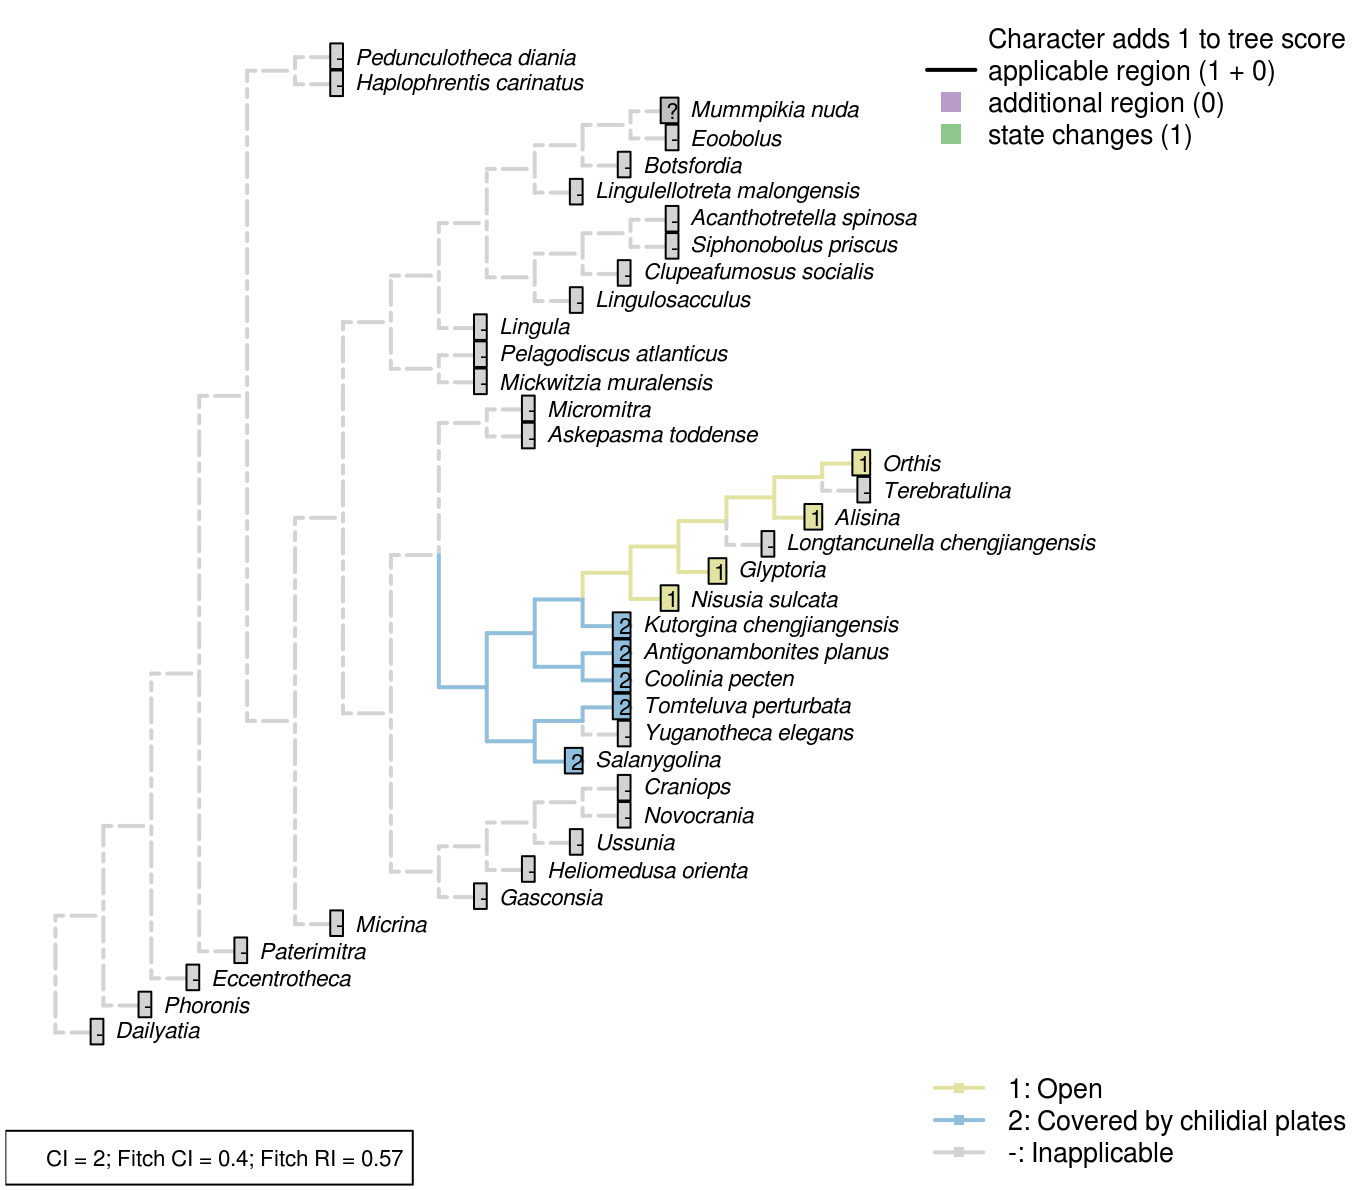 Character adds 1 to tree score
applicable region (1 + 0)
additional region (0)
state changes (1)
- Pedunculotheca diania
- Haplophrentis carinatus
? Mummpikia nuda
- Eoobolus
- Botsfordia
- Lingulellotreta malongensis
- Acanthotretella spinosa
- Siphonobolus priscus
- Clupeafumosus socialis
- Lingulosacculus
- Lingula
- Pelagodiscus atlanticus
- Mickwitzia muralensis
- Micromitra
- Askepasma toddense
1 Orthis
- Terebratulina
1 Alisina
- Longtancunella chengjiangensis
1 Glyptoria
1 Nisusia sulcata
2 Kutorgina chengjiangensis
2 Antigonambonites planus
2 Coolinia pecten
2 Tomteluva perturbata
- Yuganotheca elegans
2 Salanygolina
- Craniops
- Novocrania
- Ussunia
- Heliomedusa orienta
- Gasconsia
- Micrina
- Paterimitra
- Eccentrotheca
- Phoronis
- Dailyatia
1: Open
2: Covered by chilidial plates
-: Inapplicable
CI = 2; Fitch CI = 0.4; Fitch RI = 0.57